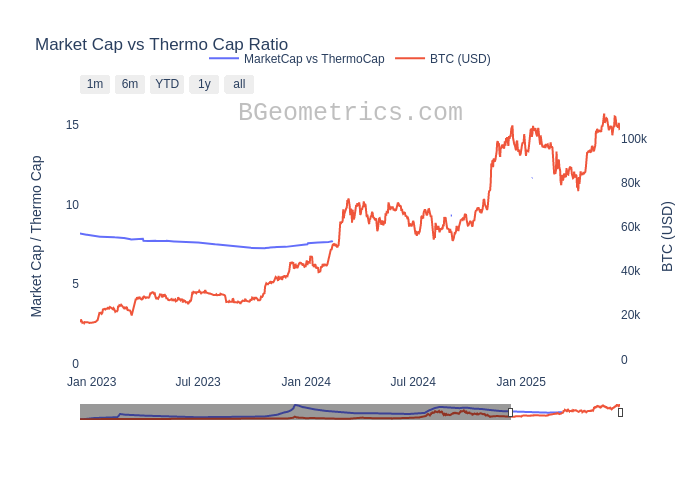 Market Cap vs Thermo Cap Ratio
MarketCap vs ThermoCap
BTC (USD)
1m
6m
YTD
1y
all
BGeometrics.com
15
10
5
0
Market Cap / Thermo Cap
100k
80k
60k
40k
20k
0
BTC (USD)
Jan 2023
Jul 2023
Jan 2024
Jul 2024
Jan 2025